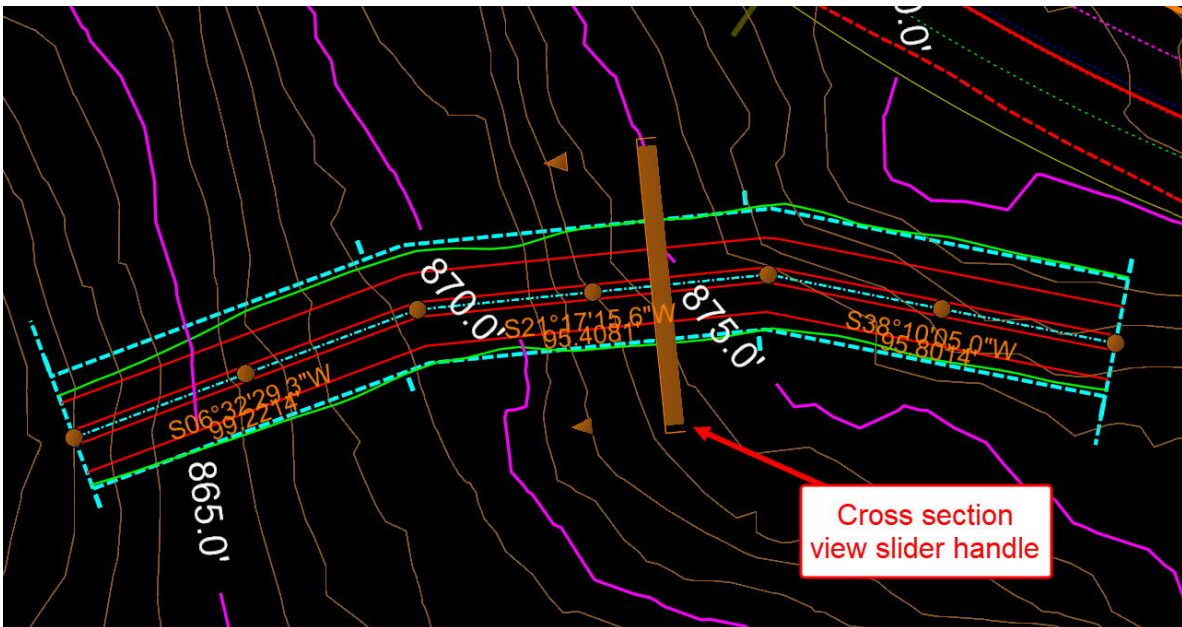 0.0'
870.0'
S21°17'15.6"W
95.4081'
875.0'
S38°10'05.0"W
95.8014'
S06°32'29.3"W
99.2214'
865.0'
Cross section
view slider handle